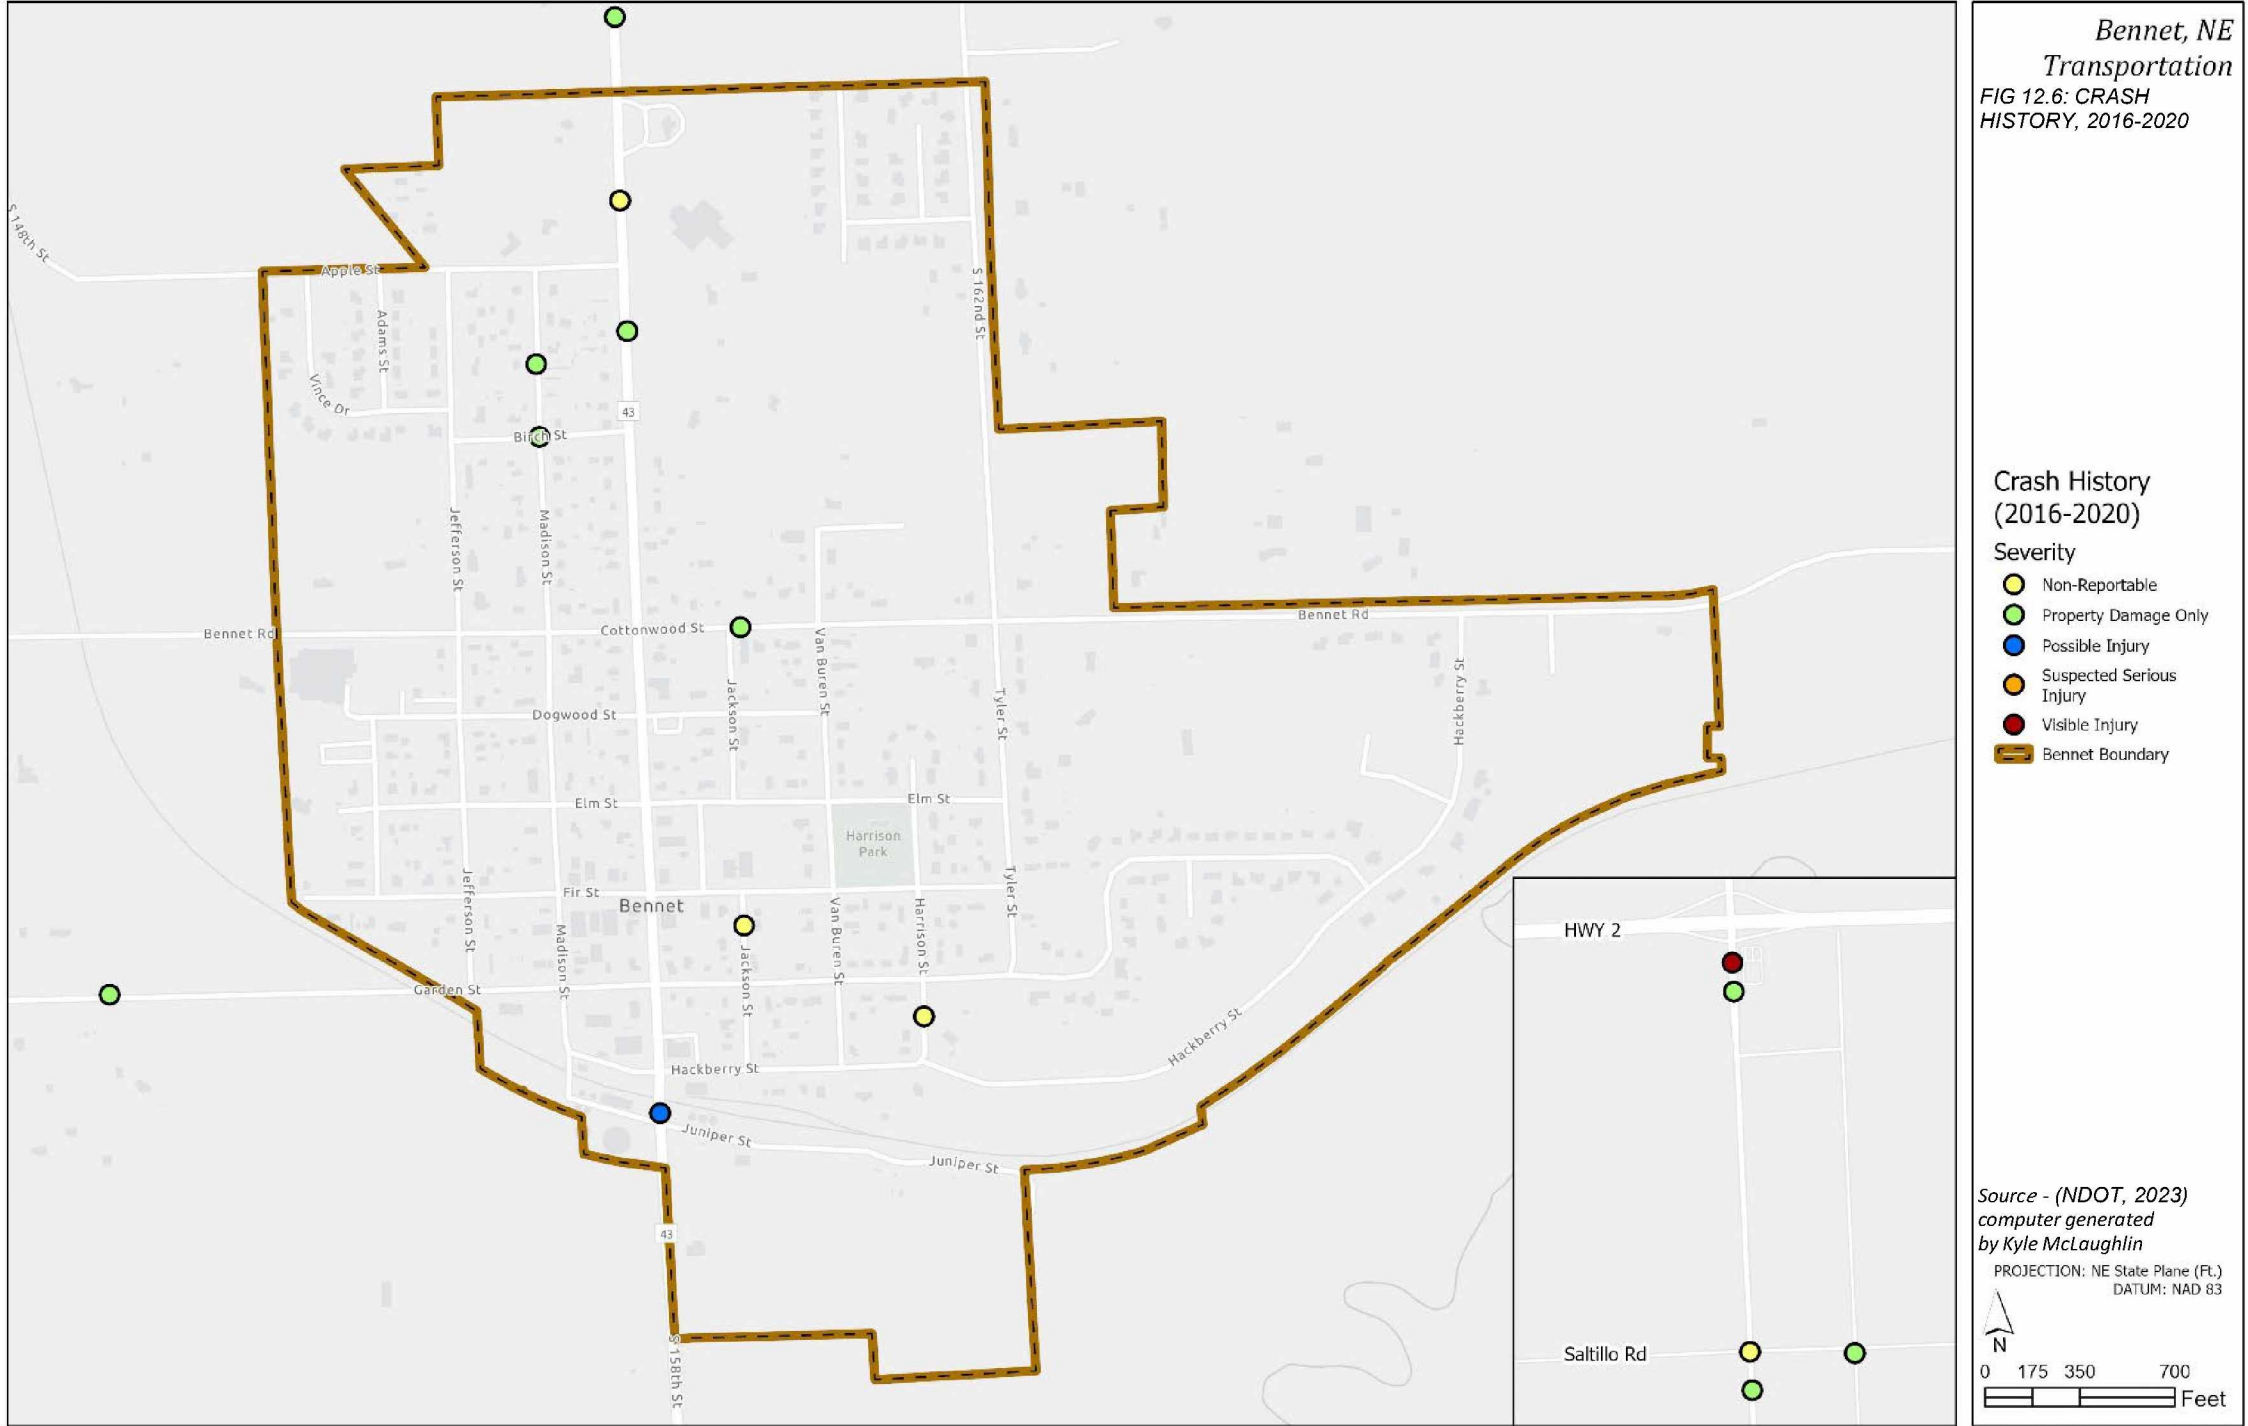 Bennet, NE
Transportation
FIG 12.6: CRASH
HISTORY, 2016-2020
Crash History
(2016-2020)
Severity
Non-Reportable
Property Damage Only
Possible Injury
Suspected Serious
Injury
Visible Injury
Bennet Boundary
Source - (NDOT, 2023)
computer generated
by Kyle McLaughlin
PROJECTION: NE State Plane (Ft.)
DATUM: NAD 83
N
0 175 350 700
Feet
S 148th St
Apple St
Adams St
Vince Dr
S 162nd St
43
Birch St
Jefferson St
Madison St
Bennet Rd
Cottonwood St
Bennet Rd
Van Buren St
Jackson St
Tyler St
Hackberry St
Dogwood St
Elm St
Elm St
Harrison
Park
Fir St
Bennet
Jefferson St
Madison St
Jackson St
Van Buren St
Harrison St
Tyler St
Garden St
Hackberry St
Hackberry St
Juniper St
Juniper St
43
S 158th St
HWY 2
Saltillo Rd